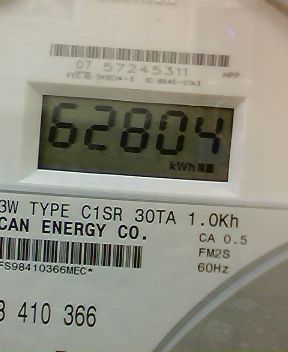 07 57245311
HPP
62804
kWh
3W TYPE C1SR 30TA 1.0Kh
CAN ENERGY CO.
CA 0.5
FM2S
60Hz
FS98410366MEC*
410 366